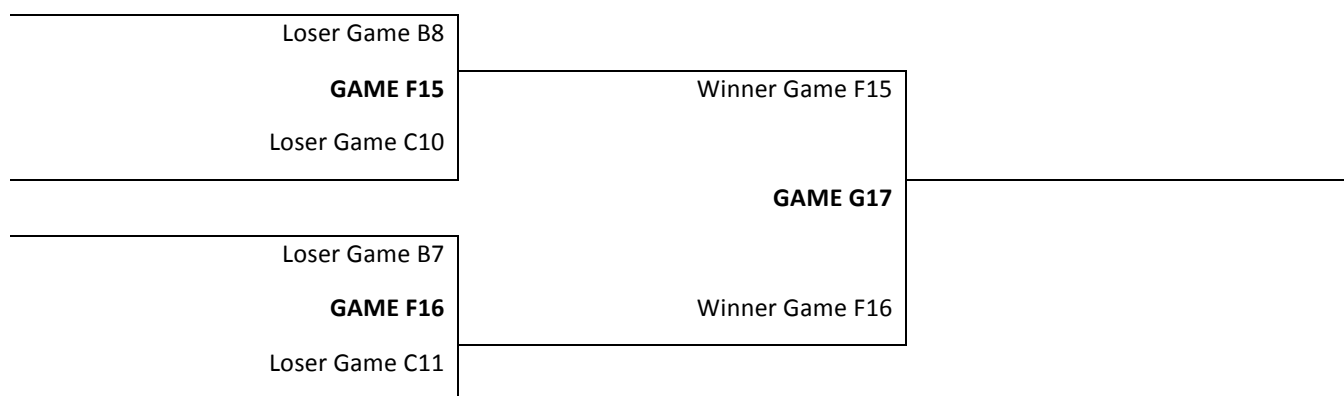 Loser Game B8
GAME F15
Loser Game C10
Winner Game F15
GAME G17
Loser Game B7
GAME F16
Loser Game C11
Winner Game F16